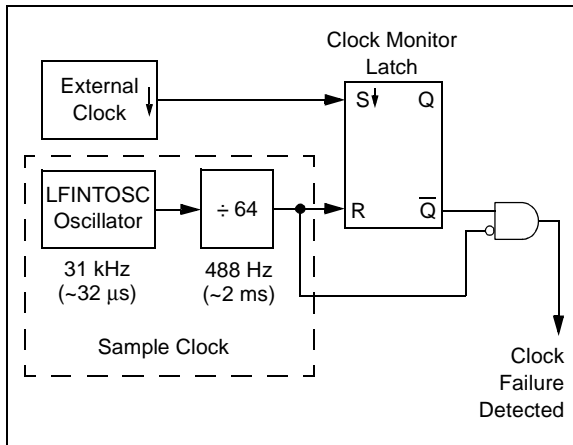 Clock Monitor
Latch
External
Clock
S
Q
LFINTOSC
Oscillator
÷ 64
R
Q̅
31 kHz
(~32 μs)
488 Hz
(~2 ms)
Sample Clock
Clock
Failure
Detected